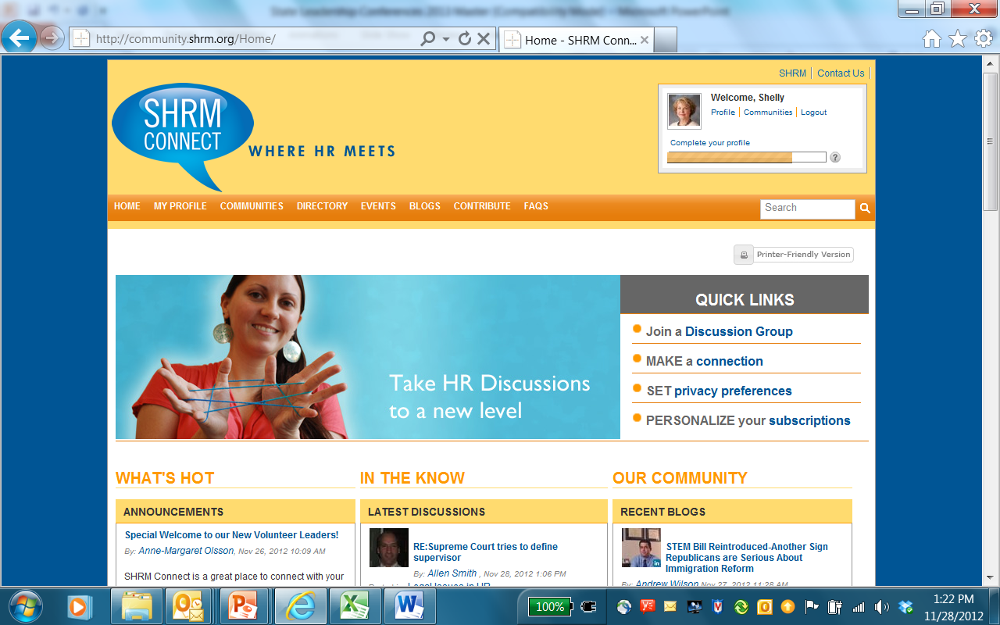 State Leadership Conferences 2012 Master [Compatibility Mode] - Microsoft PowerPoint
http://community.shrm.org/Home/
Home - SHRM Conn...
SHRM
Contact Us
SHRM
CONNECT
WHERE HR MEETS
Welcome, Shelly
Profile
Communities
Logout
Complete your profile
?
HOME
MY PROFILE
COMMUNITIES
DIRECTORY
EVENTS
BLOGS
CONTRIBUTE
FAQS
Search
Printer-Friendly Version
Take HR Discussions
to a new level
QUICK LINKS
Join a Discussion Group
MAKE a connection
SET privacy preferences
PERSONALIZE your subscriptions
WHAT'S HOT
ANNOUNCEMENTS
Special Welcome to our New Volunteer Leaders!
By: Anne-Margaret Olsson, Nov 26, 2012 10:09 AM
SHRM Connect is a great place to connect with your
IN THE KNOW
LATEST DISCUSSIONS
RE:Supreme Court tries to define
supervisor
By: Allen Smith , Nov 28, 2012 1:06 PM
Legal Issues in HR
OUR COMMUNITY
RECENT BLOGS
in
STEM Bill Reintroduced-Another Sign
Republicans are Serious About
Immigration Reform
By: Andrew Wilson Nov 27, 2012 11:28 AM
100%
1:22 PM
11/28/2012